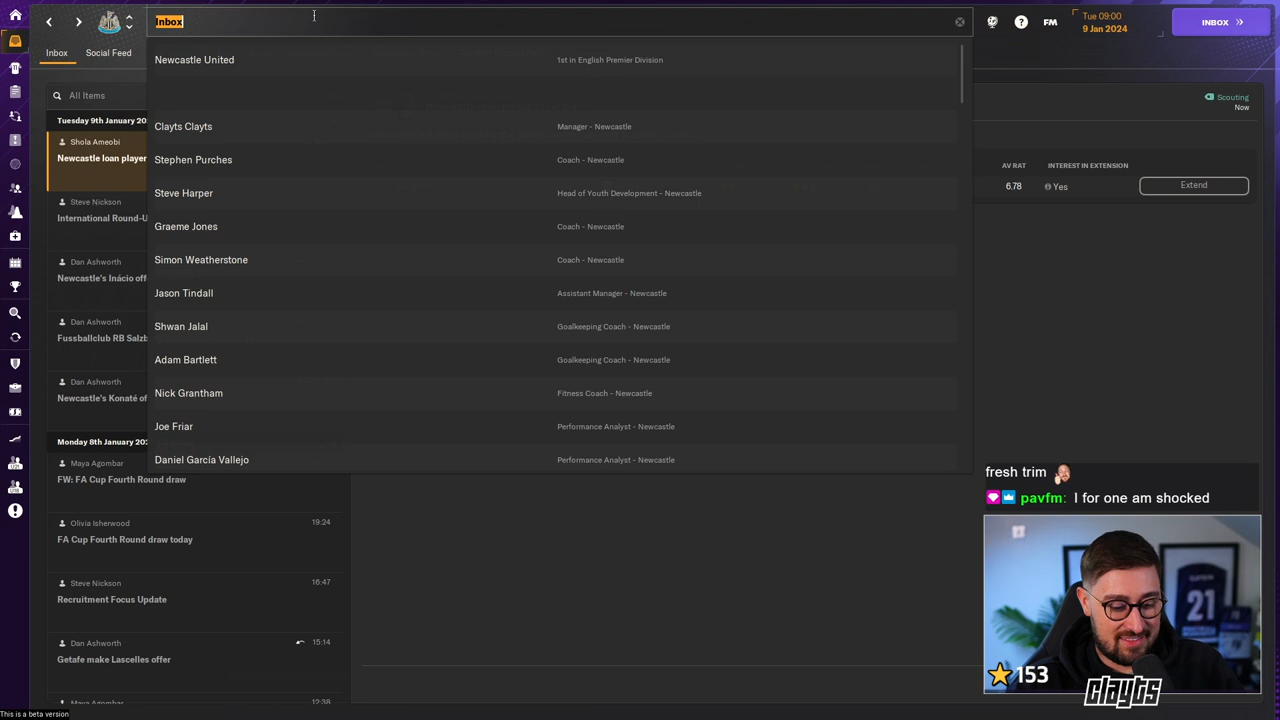 Inbox
Tue 09:00
9 Jan 2024
FM
INBOX
Inbox
Social Feed
Newcastle United
1st in English Premier Division
All Items
Scouting
Now
Tuesday 9th January 20
Shola Ameobi
Newcastle loan player
Clayts Clayts
Manager - Newcastle
Stephen Purches
Coach - Newcastle
AV RAT
INTEREST IN EXTENSION
6.78
Yes
Extend
Steve Harper
Head of Youth Development - Newcastle
Steve Nickson
International Round-U
Graeme Jones
Coach - Newcastle
Simon Weatherstone
Coach - Newcastle
Dan Ashworth
Newcastle's Inácio off
Jason Tindall
Assistant Manager - Newcastle
Dan Ashworth
Fussballclub RB Salzb
Shwan Jalal
Goalkeeping Coach - Newcastle
Adam Bartlett
Goalkeeping Coach - Newcastle
Dan Ashworth
Newcastle's Konaté of
Nick Grantham
Fitness Coach - Newcastle
Joe Friar
Performance Analyst - Newcastle
Monday 8th January 202
Daniel García Vallejo
Performance Analyst - Newcastle
Maya Agombar
FW: FA Cup Fourth Round draw
Olivia Isherwood
19:24
FA Cup Fourth Round draw today
Steve Nickson
16:47
Recruitment Focus Update
Dan Ashworth
15:14
Getafe make Lascelles offer
Maya Agombar
12:38
fresh trim
pavfm: I for one am shocked
153
clayts
This is a beta version